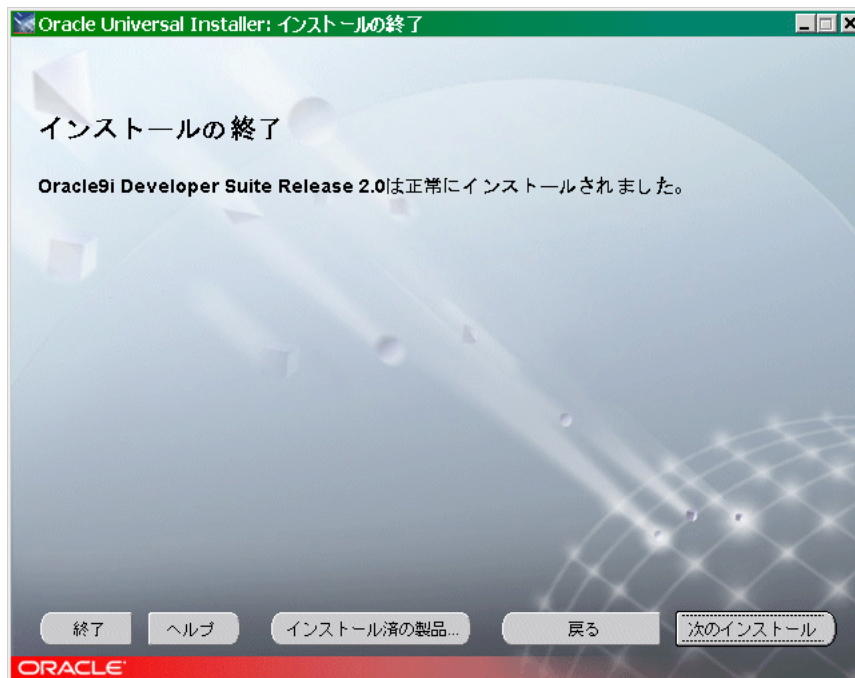 Oracle Universal Installer: インストールの終了
インストールの終了
Oracle9i Developer Suite Release 2.0は正常にインストールされました。
終了
ヘルプ
インストール済の製品...
戻る
次のインストール
ORACLE